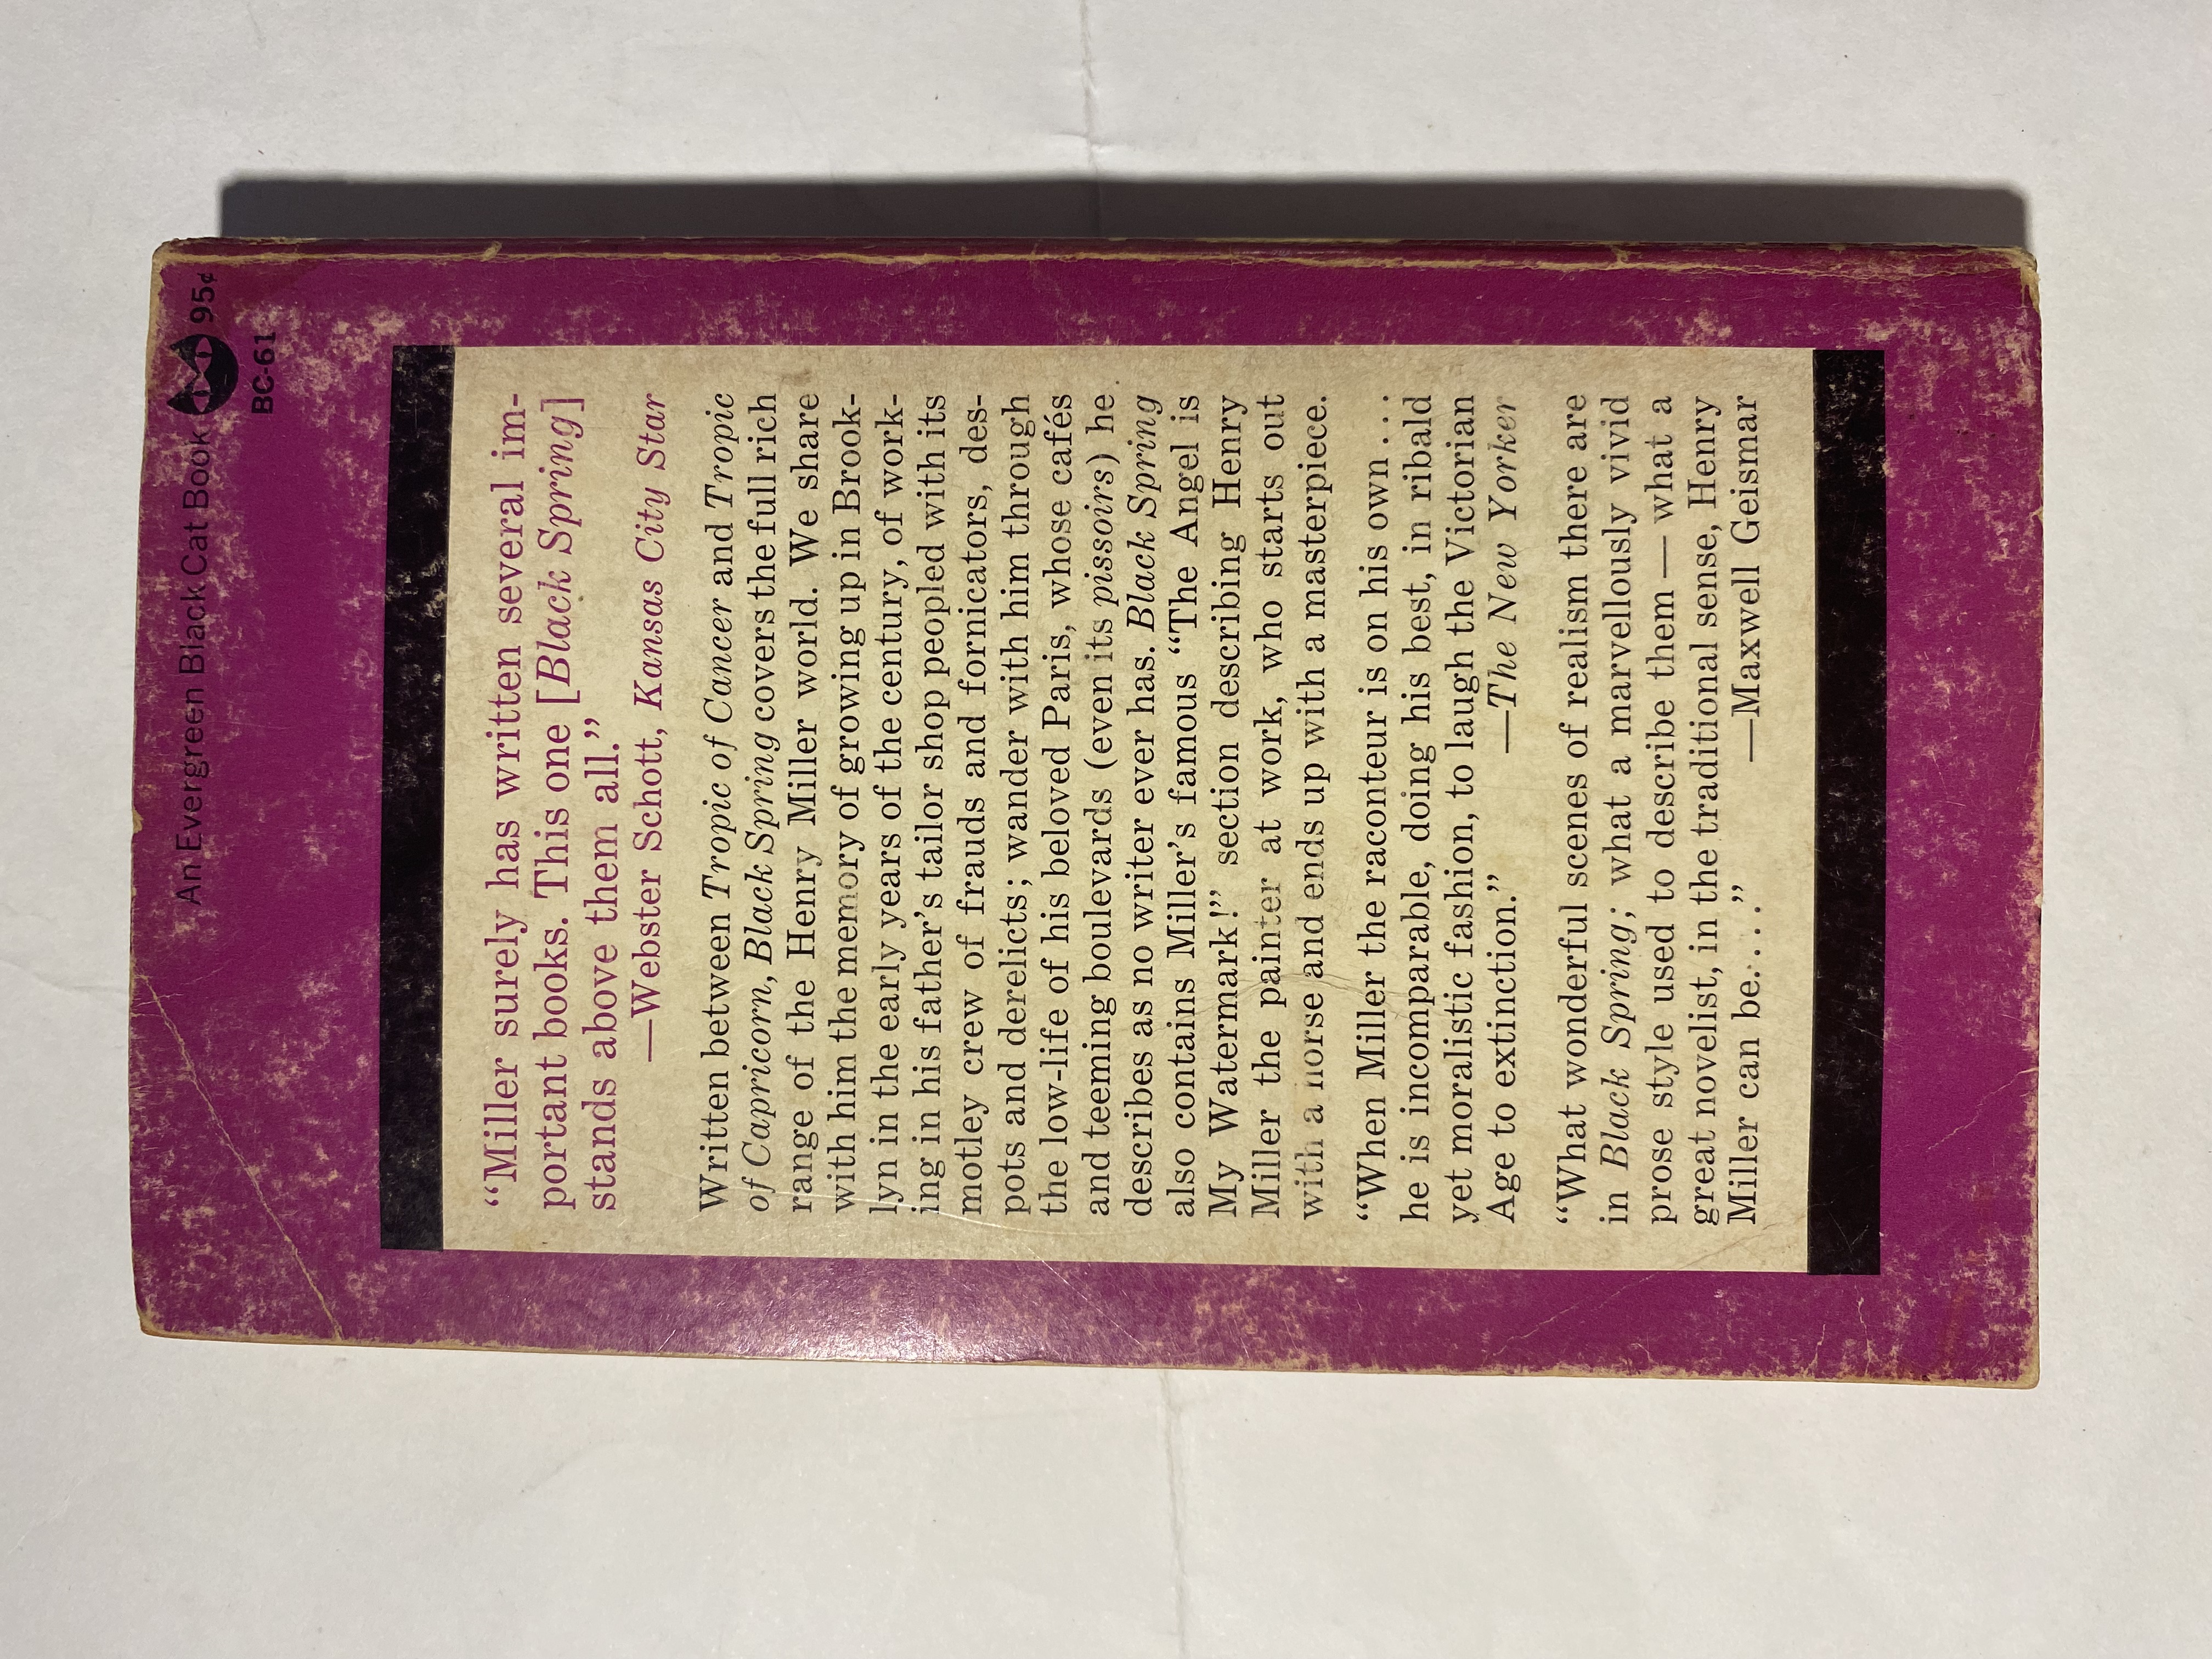 An Evergreen Black Cat Book 95¢
BC-61
“Miller surely has written several im-
portant books. This one [Black Spring]
stands above them all.”
—Webster Schott, Kansas City Star
Written between Tropic of Cancer and Tropic
of Capricorn, Black Spring covers the full rich
range of the Henry Miller world. We share
with him the memory of growing up in Brook-
lyn in the early years of the century, of work-
ing in his father’s tailor shop peopled with its
motley crew of frauds and fornicators, des-
pots and derelicts; wander with him through
the low-life of his beloved Paris, whose cafés
and teeming boulevards (even its pissoirs) he
describes as no writer ever has. Black Spring
also contains Miller’s famous “The Angel is
My Watermark!” section describing Henry
Miller the painter at work, who starts out
with a horse and ends up with a masterpiece.
“When Miller the raconteur is on his own . . .
he is incomparable, doing his best, in ribald
yet moralistic fashion, to laugh the Victorian
Age to extinction.” —The New Yorker
“What wonderful scenes of realism there are
in Black Spring; what a marvellously vivid
prose style used to describe them — what a
great novelist, in the traditional sense, Henry
Miller can be. . . .” —Maxwell Geismar